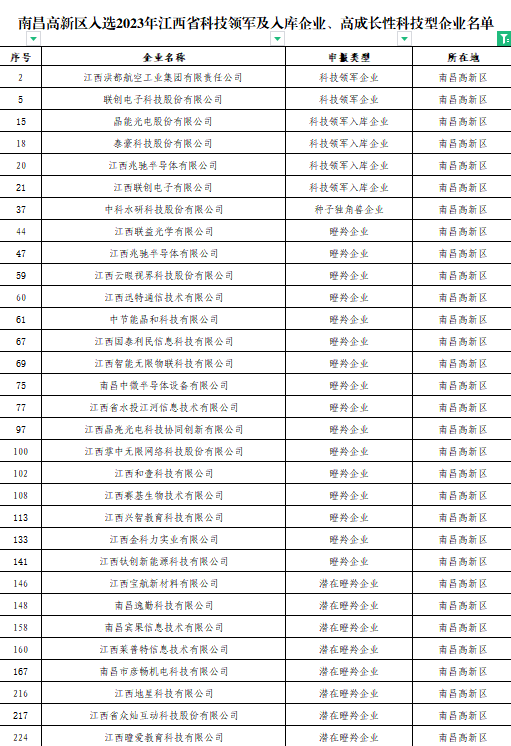 南昌高新区入选2023年江西省科技领军及入库企业、高成长性科技型企业名单
序号 企业名称 申报类型 所在地
2 江西洪都航空工业集团有限责任公司 科技领军企业 南昌高新区
5 联创电子科技股份有限公司 科技领军企业 南昌高新区
15 晶能光电股份有限公司 科技领军入库企业 南昌高新区
18 泰豪科技股份有限公司 科技领军入库企业 南昌高新区
20 江西兆驰半导体有限公司 科技领军入库企业 南昌高新区
21 江西联创电子有限公司 科技领军入库企业 南昌高新区
37 中科水研科技股份有限公司 种子独角兽企业 南昌高新区
44 江西联益光学有限公司 瞪羚企业 南昌高新区
47 江西兆驰半导体有限公司 瞪羚企业 南昌高新区
59 江西云眼视界科技股份有限公司 瞪羚企业 南昌高新区
60 江西迅特通信技术有限公司 瞪羚企业 南昌高新区
61 中节能晶和科技有限公司 瞪羚企业 南昌高新区
67 江西国泰利民信息科技有限公司 瞪羚企业 南昌高新区
69 江西智能无限物联科技有限公司 瞪羚企业 南昌高新区
75 南昌中微半导体设备有限公司 瞪羚企业 南昌高新区
77 江西省水投江河信息技术有限公司 瞪羚企业 南昌高新区
97 江西晶亮光电科技协同创新有限公司 瞪羚企业 南昌高新区
100 江西掌中无限网络科技股份有限公司 瞪羚企业 南昌高新区
102 江西和壹科技有限公司 瞪羚企业 南昌高新区
108 江西赛基生物技术有限公司 瞪羚企业 南昌高新区
113 江西兴智教育科技有限公司 瞪羚企业 南昌高新区
133 江西金科力实业有限公司 瞪羚企业 南昌高新区
141 江西钛创新能源科技有限公司 瞪羚企业 南昌高新区
146 江西宝航新材料有限公司 潜在瞪羚企业 南昌高新区
148 南昌逸勤科技有限公司 潜在瞪羚企业 南昌高新区
158 南昌宾果信息技术有限公司 潜在瞪羚企业 南昌高新区
160 江西莱普特信息技术有限公司 潜在瞪羚企业 南昌高新区
167 南昌市彦畅机电科技有限公司 潜在瞪羚企业 南昌高新区
216 江西地星科技有限公司 潜在瞪羚企业 南昌高新区
217 江西省众灿互动科技股份有限公司 潜在瞪羚企业 南昌高新区
224 江西瞳爱教育科技有限公司 潜在瞪羚企业 南昌高新区